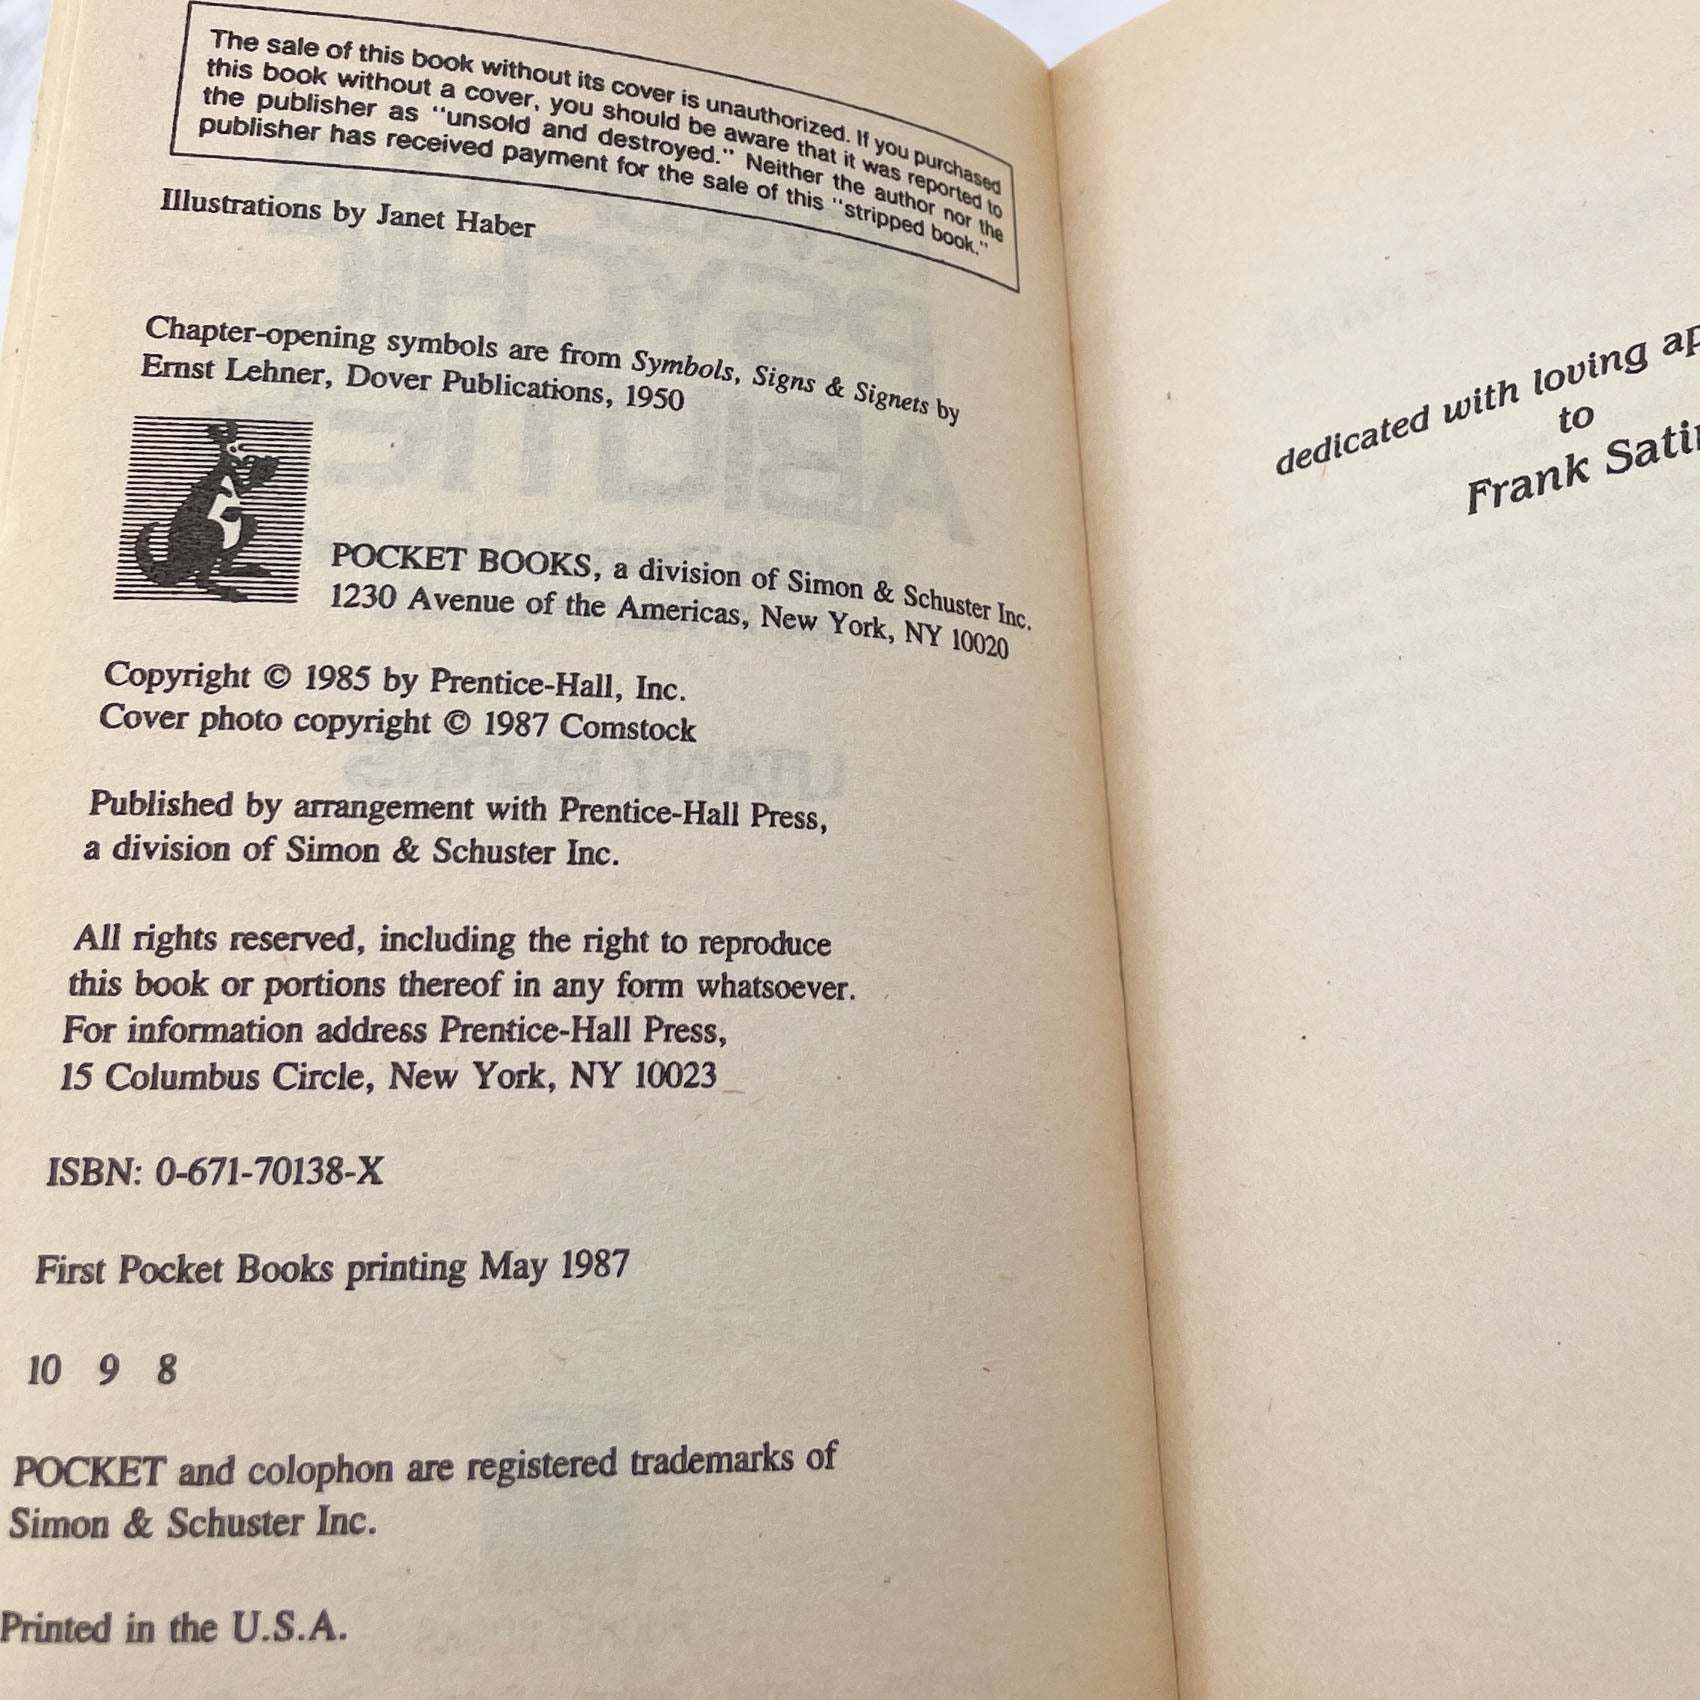 The sale of this book without its cover is unauthorized. If you purchased
this book without a cover, you should be aware that it was reported to
the publisher as "unsold and destroyed." Neither the author nor the
publisher has received payment for the sale of this "stripped book."
Illustrations by Janet Haber
Chapter-opening symbols are from Symbols, Signs & Signets by
Ernst Lehner, Dover Publications, 1950
POCKET BOOKS, a division of Simon & Schuster Inc.
1230 Avenue of the Americas, New York, NY 10020
Copyright © 1985 by Prentice-Hall, Inc.
Cover photo copyright © 1987 Comstock
Published by arrangement with Prentice-Hall Press,
a division of Simon & Schuster Inc.
All rights reserved, including the right to reproduce
this book or portions thereof in any form whatsoever.
For information address Prentice-Hall Press,
15 Columbus Circle, New York, NY 10023
ISBN: 0-671-70138-X
First Pocket Books printing May 1987
10 9 8
POCKET and colophon are registered trademarks of
Simon & Schuster Inc.
Printed in the U.S.A.
dedicated with loving
to
Frank